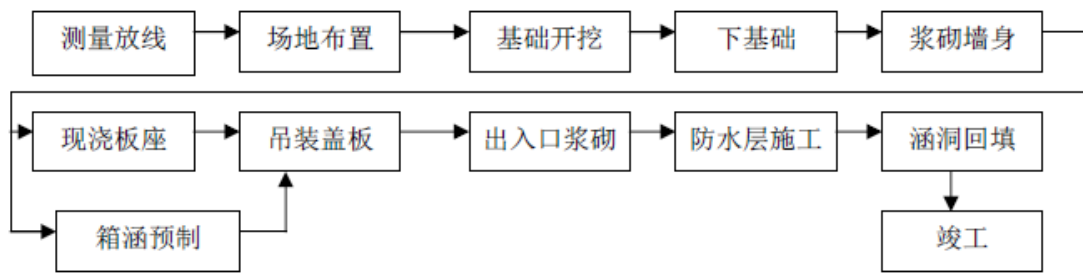 测量放线
场地布置
基础开挖
下基础
浆砌墙身
现浇板座
吊装盖板
出入口浆砌
防水层施工
涵洞回填
箱涵预制
竣工